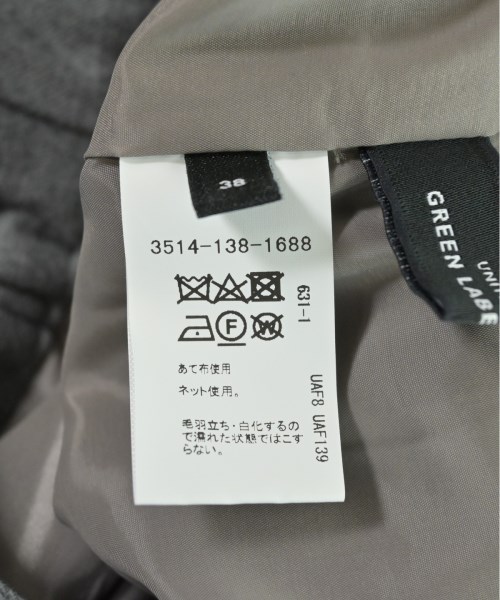 38
3514-138-1688
631-1
F
W
あて布使用
ネット使用。
毛羽立ち・白化するの
で濡れた状態ではこす
らない。
UAF8 UAF139
UNI
GREEN LABE